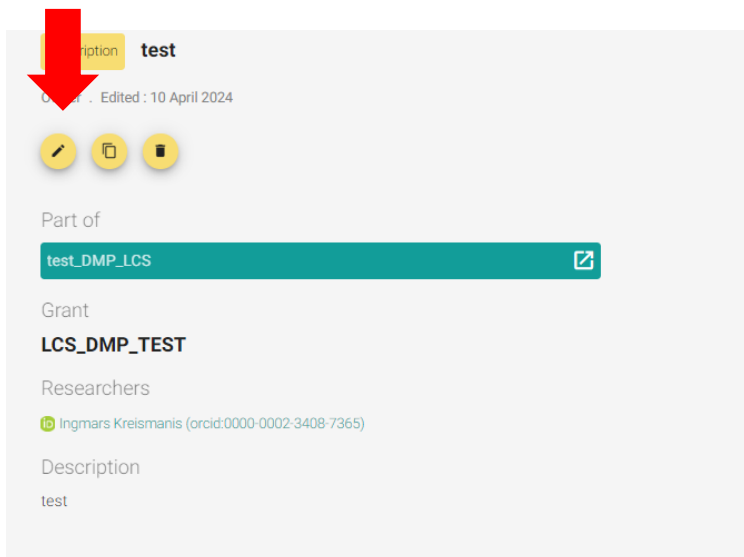 test
. Edited : 10 April 2024
Part of
test_DMP_LCS
Grant
LCS_DMP_TEST
Researchers
iD Ingmars Kreismanis (orcid:0000-0002-3408-7365)
Description
test